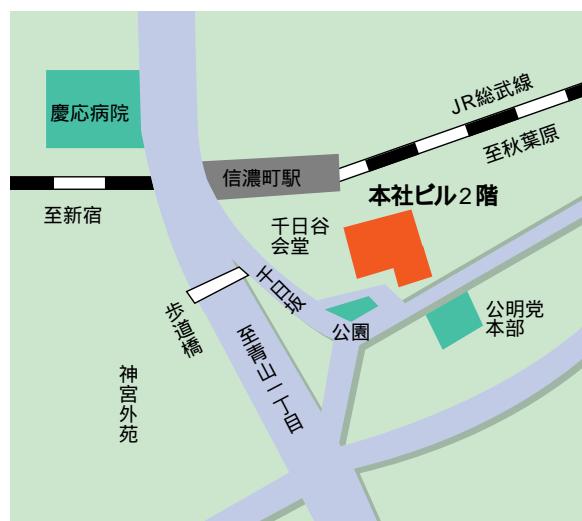 慶応病院
JR総武線
至秋葉原
信濃町駅
本社ビル2階
至新宿
千日谷
会堂
千日坂
歩道橋
公園
公明党
本部
至青山一丁目
神宮外苑